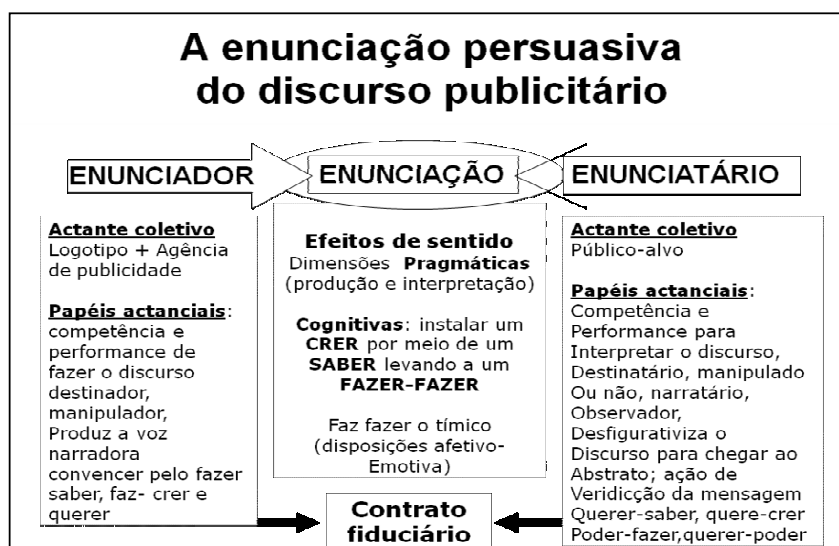 A enunciação persuasiva
do discurso publicitário
ENUNCIADOR
ENUNCIAÇÃO
ENUNCIATÁRIO
Actante coletivo
Logotipo + Agência
de publicidade
Papéis actanciais:
competência e
performance de
fazer o discurso
destinador,
manipulador,
Produz a voz
narradora
convencer pelo fazer
saber, faz- crer e
querer
Efeitos de sentido
Dimensões Pragmáticas
(produção e interpretação)
Cognitivas: instalar um
CRER por meio de um
SABER levando a um
FAZER-FAZER
Faz fazer o tímico
(disposições afetivo-
Emotiva)
Actante coletivo
Público-alvo
Papéis actanciais:
Competência e
Performance para
Interpretar o discurso,
Destinatário, manipulado
Ou não, narratário,
Observador,
Desfigurativiza o
Discurso para chegar ao
Abstrato; ação de
Veridicção da mensagem
Querer-saber, quere-crer
Poder-fazer,querer-poder
Contrato
fiduciário